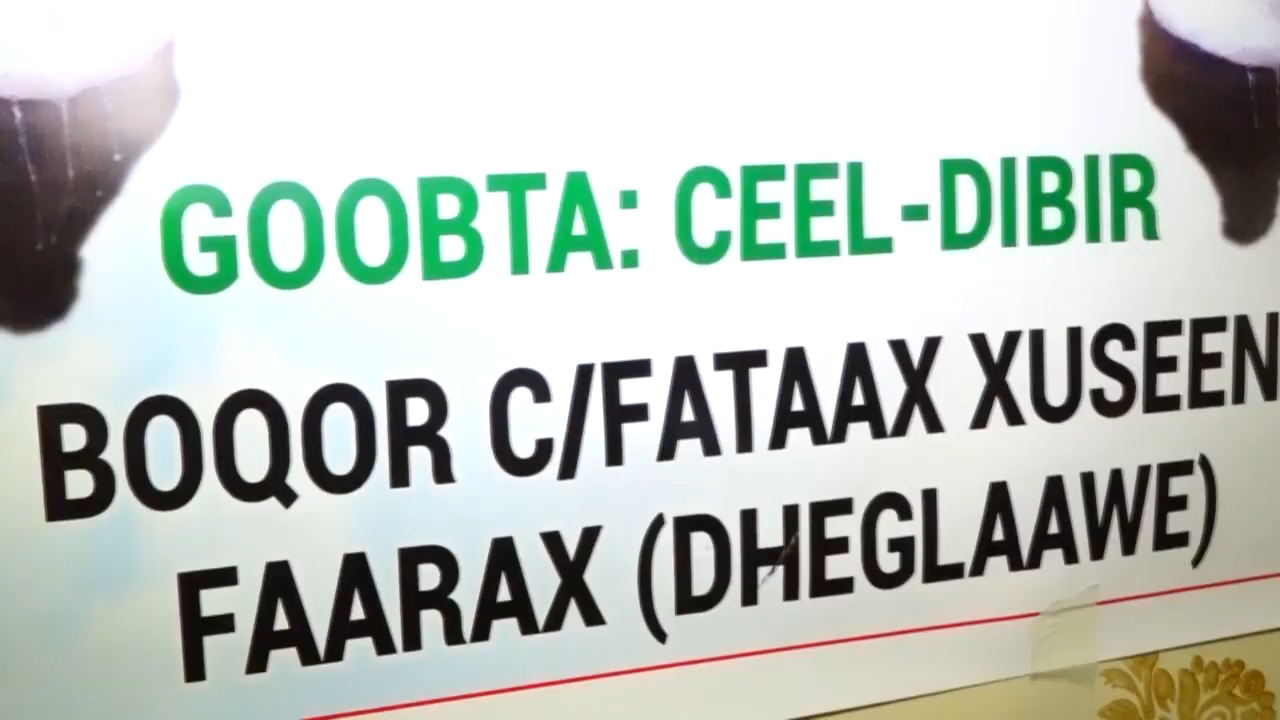 GOOBTA: CEEL-DIBIR
BOQOR C/FATAAX XUSEEN
FAARAX (DHEGLAAWE)